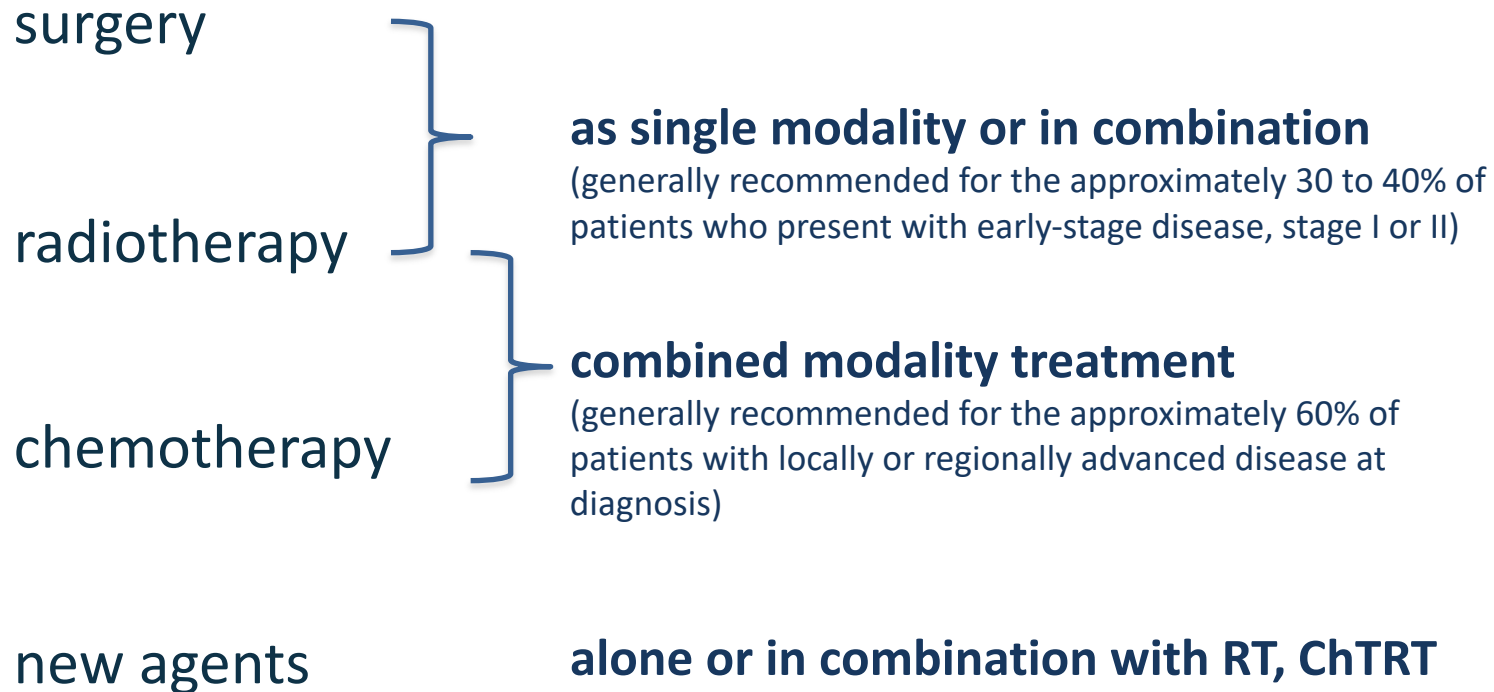 surgery
as single modality or in combination
(generally recommended for the approximately 30 to 40% of
patients who present with early-stage disease, stage I or II)
radiotherapy
combined modality treatment
(generally recommended for the approximately 60% of
patients with locally or regionally advanced disease at
diagnosis)
chemotherapy
new agents
alone or in combination with RT, ChTRT